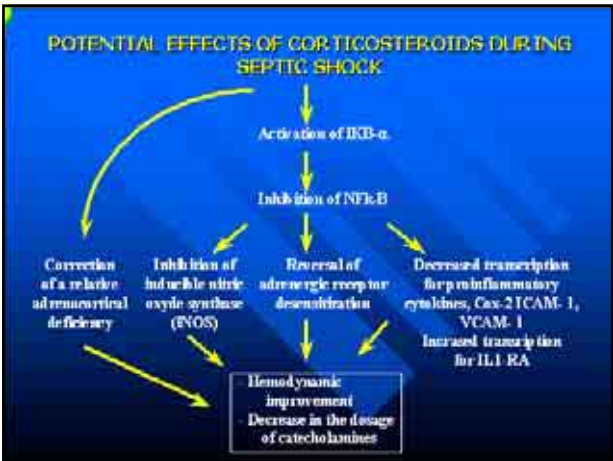 POTENTIAL EFFECTS OF CORTICOSTEROIDS DURING
SEPTIC SHOCK
Activation of IKB-α
Inhibition of NFk-B
Correction
of a relative
adrenocortical
deficiency
Inhibition of
inducible nitric
oxyde synthase
(iNOS)
Reversal of
adrenergic receptor
desensitization
Decreased transcription
for proinflammatory
cytokines, Cox-2 ICAM- 1,
VCAM- 1
Incrased transcription
for IL1-RA
- Hemodynamic
improvement
- Decrease in the dosage
of catecholamines